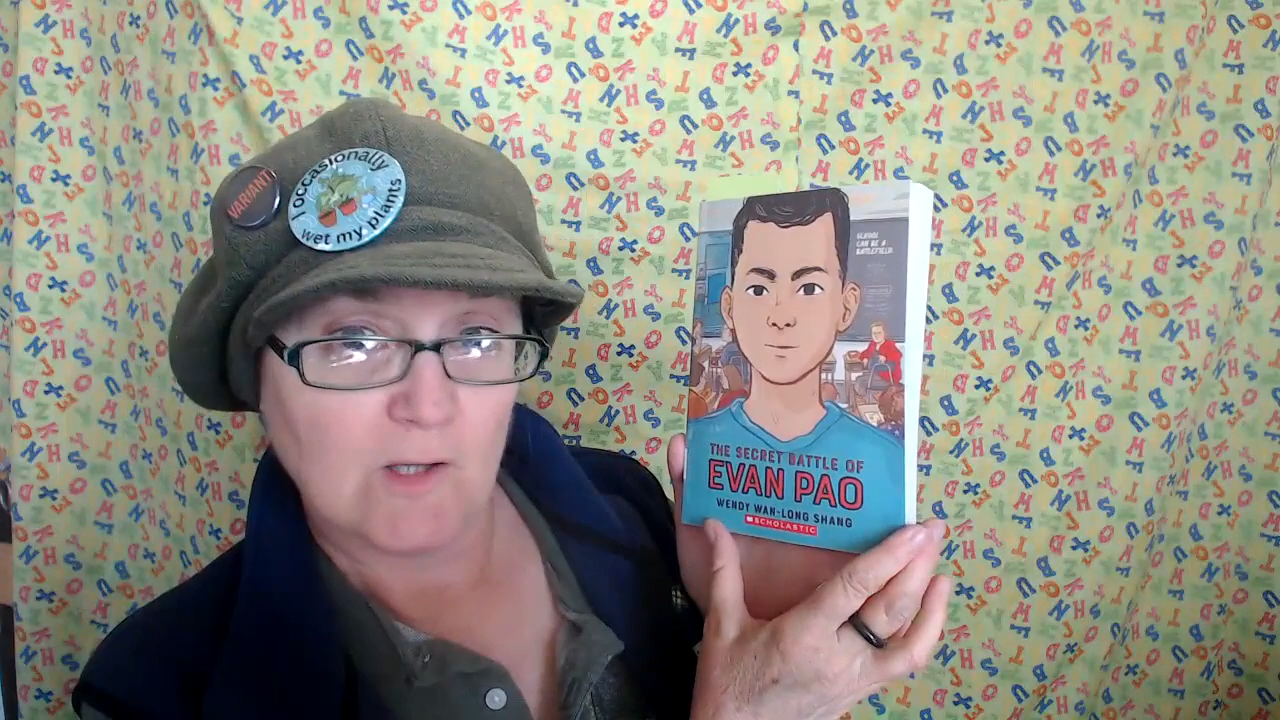 VARIANT
I occasionally
wet my plants
SCHOOL
CAN BE A
BATTLEFIELD.
THE SECRET BATTLE OF
EVAN PAO
WENDY WAN-LONG SHANG
SCHOLASTIC